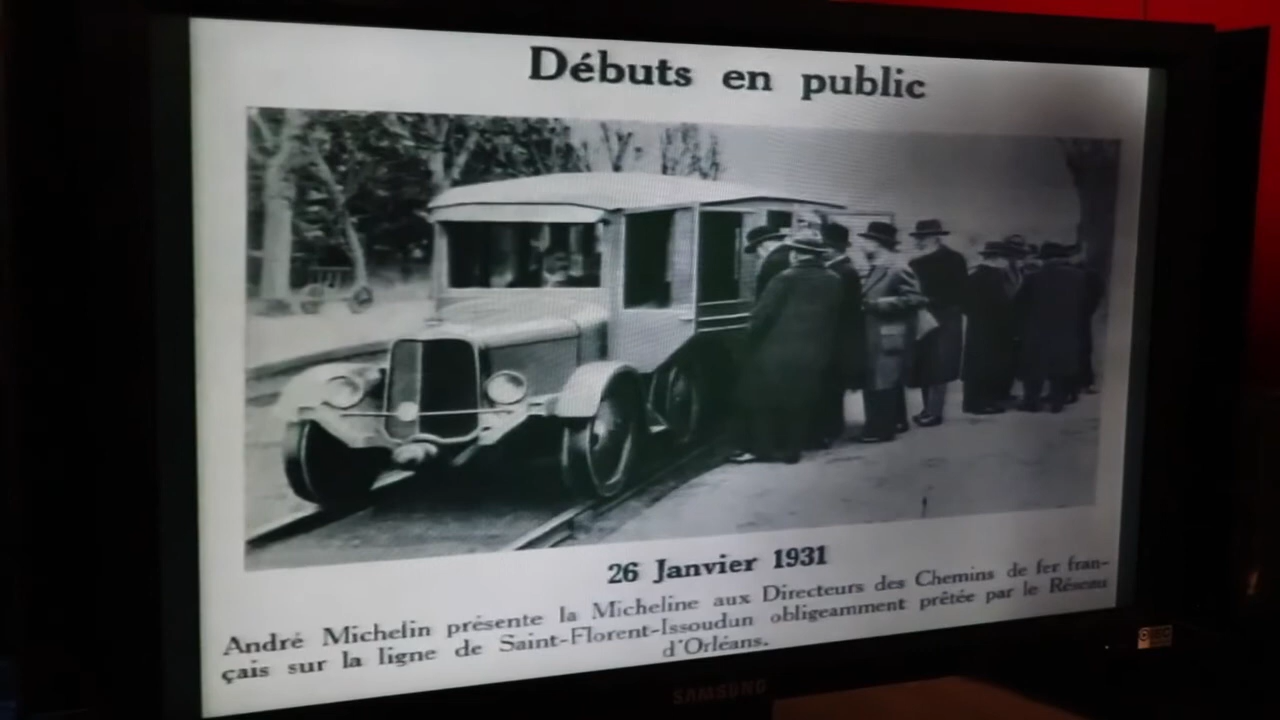 Débuts en public
26 Janvier 1931
André Michelin présente la Micheline aux Directeurs des Chemins de fer fran-
çais sur la ligne de Saint-Florent-Issoudun obligeamment prêtée par le Réseau
d'Orléans.
SAMSUNG